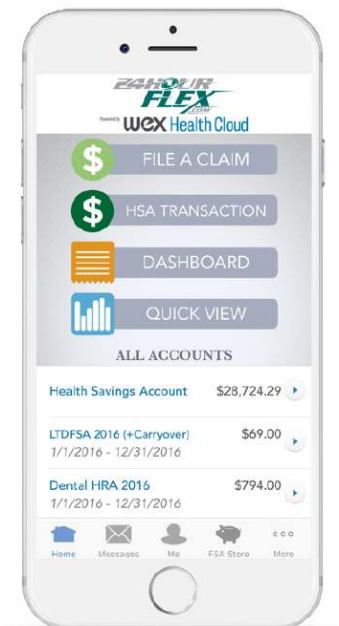 24HOUR
FLEX
.COM
Powered by WEX Health Cloud
$ FILE A CLAIM
$ HSA TRANSACTION
DASHBOARD
QUICK VIEW
ALL ACCOUNTS
Health Savings Account $28,724.29
LTDFSA 2016 (+Carryover) $69.00
1/1/2016 - 12/31/2016
Dental HRA 2016 $794.00
1/1/2016 - 12/31/2016
Home Messages Me FSA Store More